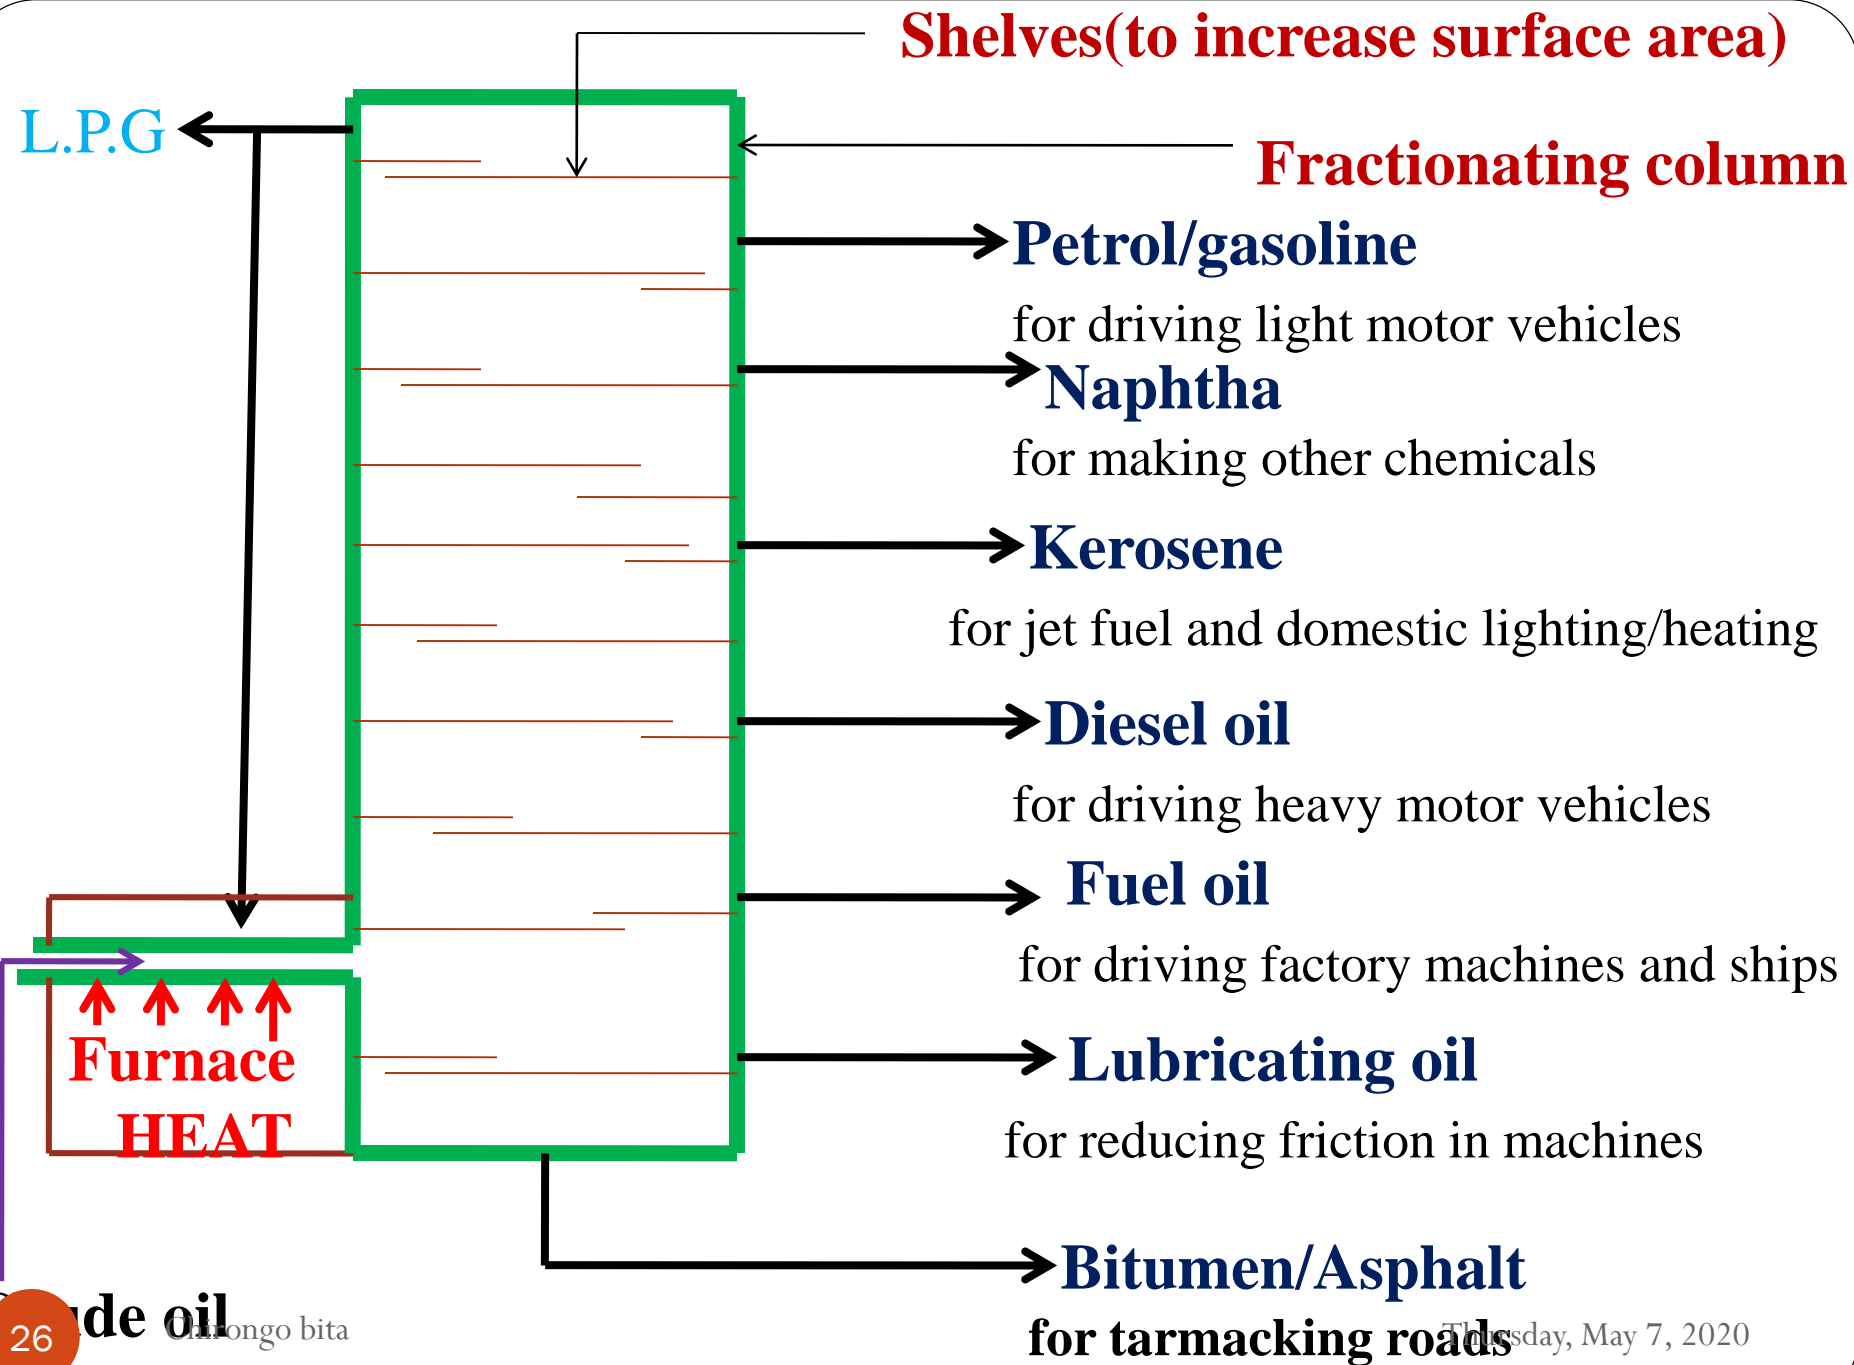 Shelves(to increase surface area)
L.P.G
Fractionating column
Petrol/gasoline
for driving light motor vehicles
Naphtha
for making other chemicals
Kerosene
for jet fuel and domestic lighting/heating
Diesel oil
for driving heavy motor vehicles
Fuel oil
for driving factory machines and ships
Furnace
HEAT
Lubricating oil
for reducing friction in machines
Bitumen/Asphalt
for tarmacking roads
oil
26
Chirongo bita
Thursday, May 7, 2020